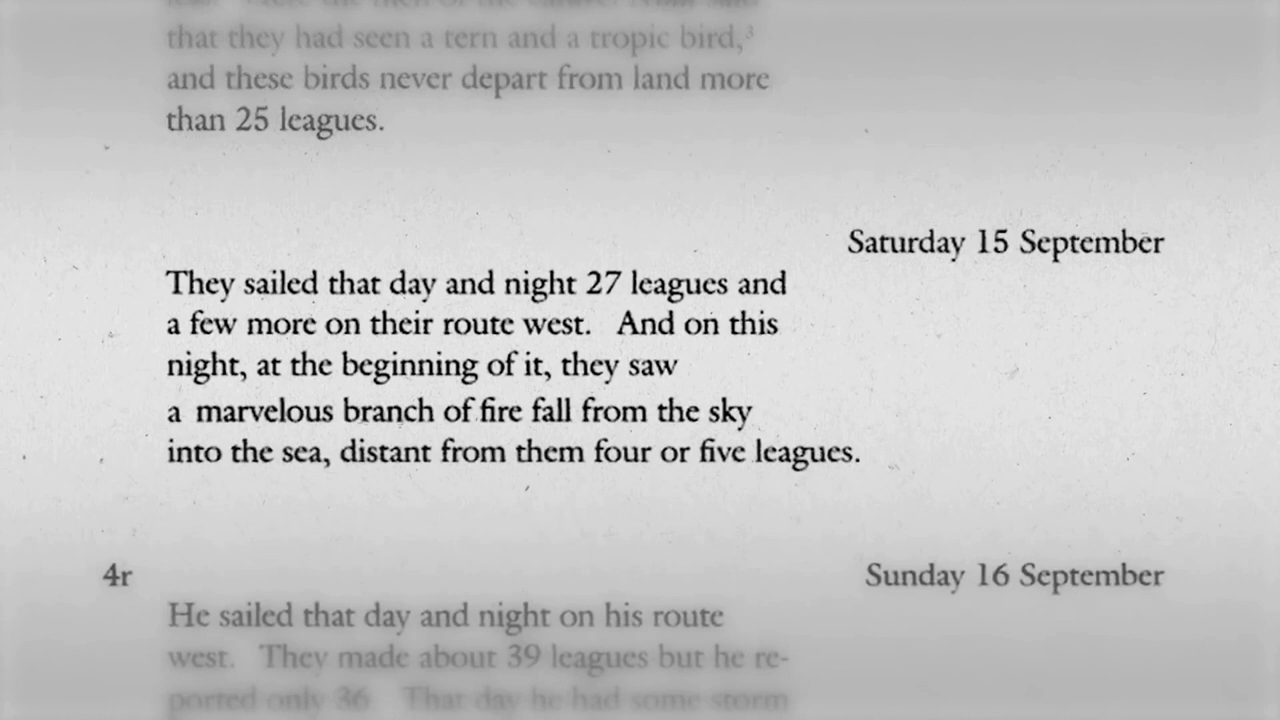 that they had seen a tern and a tropic bird,³
and these birds never depart from land more
than 25 leagues.
Saturday 15 September
They sailed that day and night 27 leagues and
a few more on their route west. And on this
night, at the beginning of it, they saw
a marvelous branch of fire fall from the sky
into the sea, distant from them four or five leagues.
4r
Sunday 16 September
He sailed that day and night on his route
west. They made about 39 leagues but he re-
ported only 36 That day he had some storm